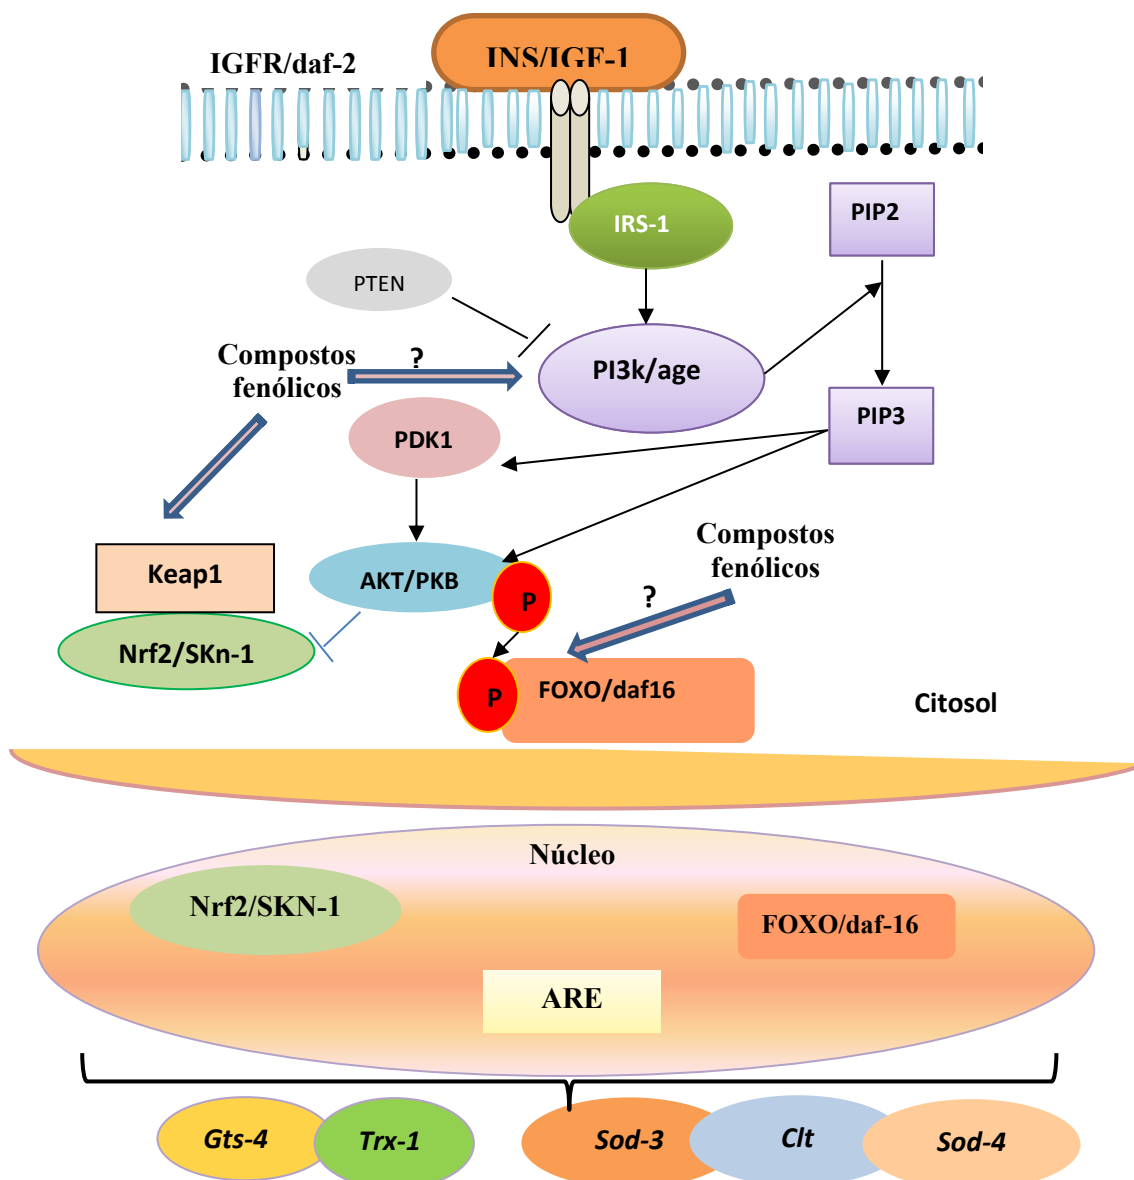 IGFR/daf-2
INS/IGF-1
IRS-1
PIP2
PTEN
Compostos
fenólicos
?
PI3k/age
PIP3
PDK1
Compostos
fenólicos
?
Keap1
AKT/PKB
P
Nrf2/SKn-1
P
FOXO/daf16
Citosol
Núcleo
Nrf2/SKN-1
FOXO/daf-16
ARE
Gts-4
Trx-1
Sod-3
Clt
Sod-4